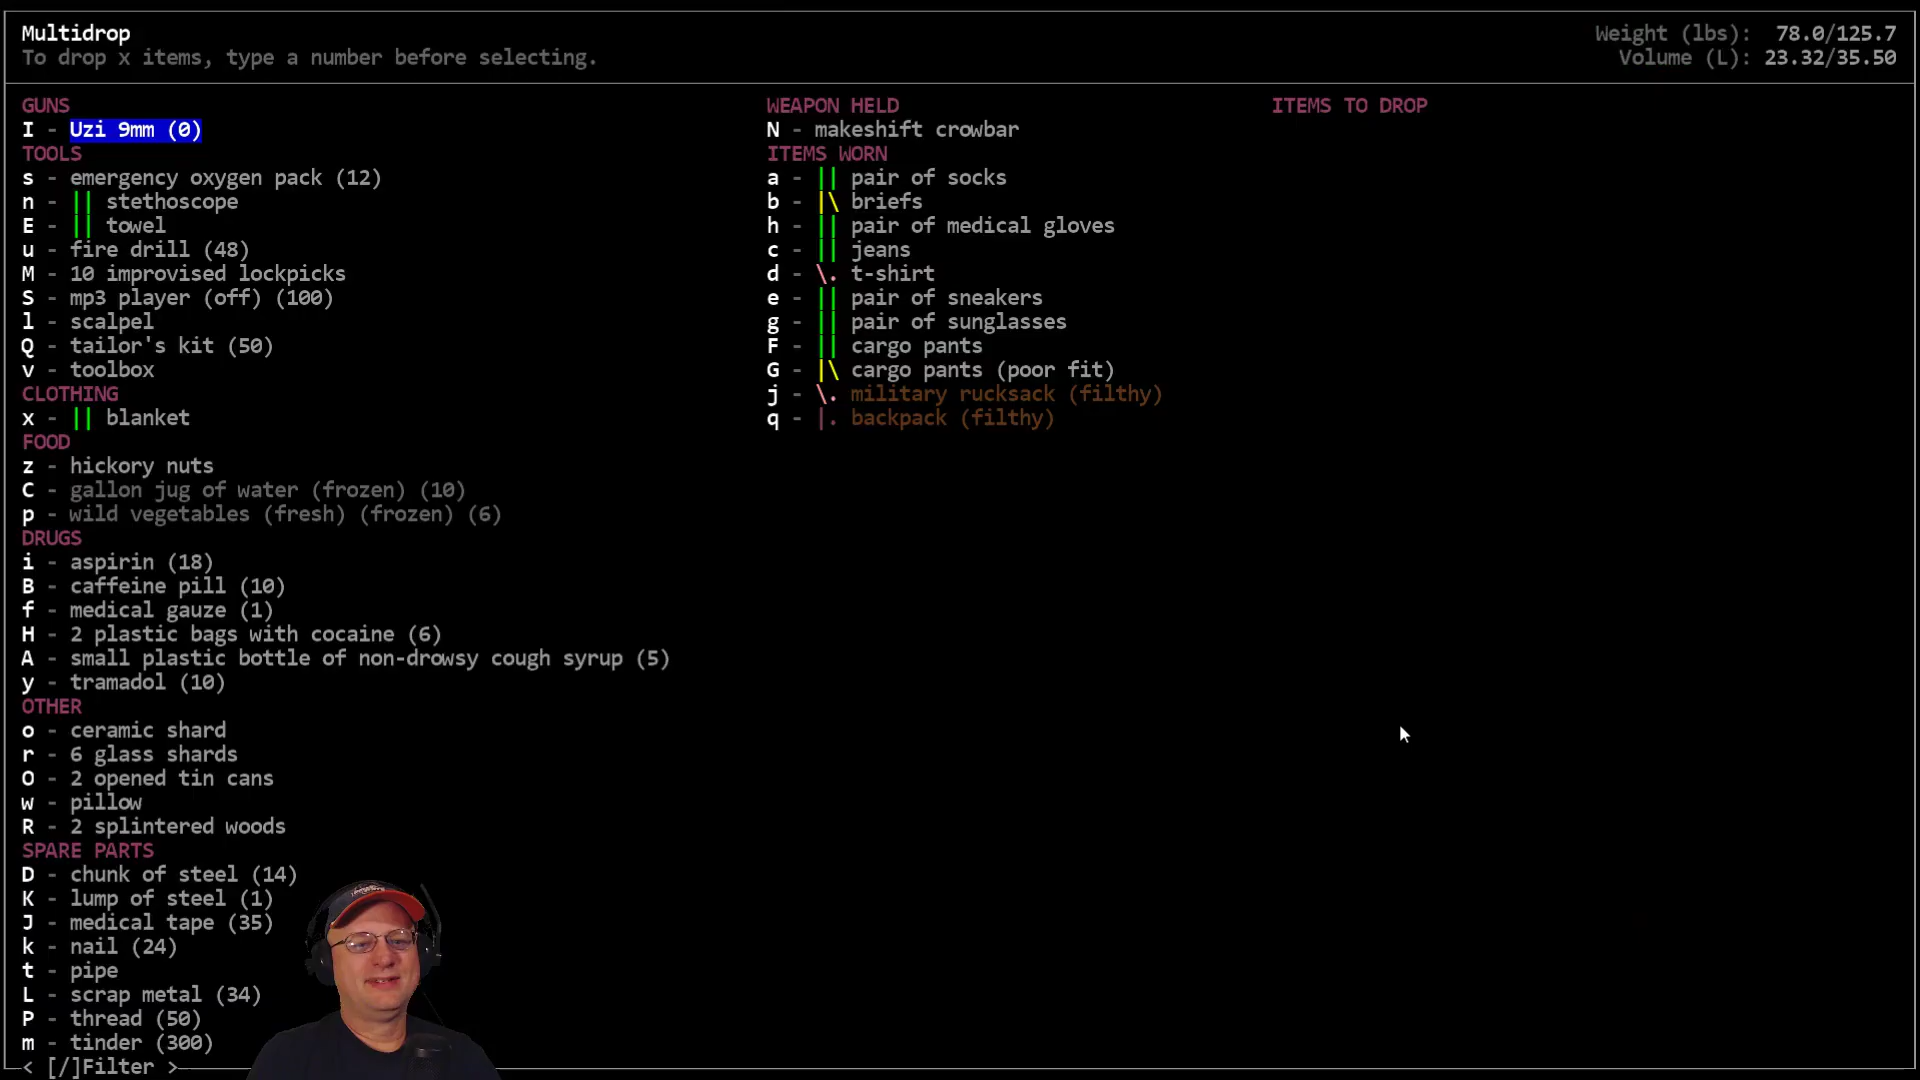 Multidrop
To drop x items, type a number before selecting.
Weight (lbs): 78.0/125.7
Volume (L): 23.32/35.50
GUNS
I - Uzi 9mm (0)
TOOLS
s - emergency oxygen pack (12)
n - || stethoscope
E - || towel
u - fire drill (48)
M - 10 improvised lockpicks
S - mp3 player (off) (100)
l - scalpel
Q - tailor's kit (50)
v - toolbox
CLOTHING
x - || blanket
FOOD
z - hickory nuts
C - gallon jug of water (frozen) (10)
p - wild vegetables (fresh) (frozen) (6)
DRUGS
i - aspirin (18)
B - caffeine pill (10)
f - medical gauze (1)
H - 2 plastic bags with cocaine (6)
A - small plastic bottle of non-drowsy cough syrup (5)
y - tramadol (10)
OTHER
o - ceramic shard
r - 6 glass shards
O - 2 opened tin cans
w - pillow
R - 2 splintered woods
SPARE PARTS
D - chunk of steel (14)
K - lump of steel (1)
J - medical tape (35)
k - nail (24)
t - pipe
L - scrap metal (34)
P - thread (50)
m - tinder (300)
< [/]Filter >
WEAPON HELD
N - makeshift crowbar
ITEMS WORN
a - || pair of socks
b - |\ briefs
h - || pair of medical gloves
c - || jeans
d - \. t-shirt
e - || pair of sneakers
g - || pair of sunglasses
F - || cargo pants
G - |\ cargo pants (poor fit)
j - \. military rucksack (filthy)
q - |. backpack (filthy)
ITEMS TO DROP